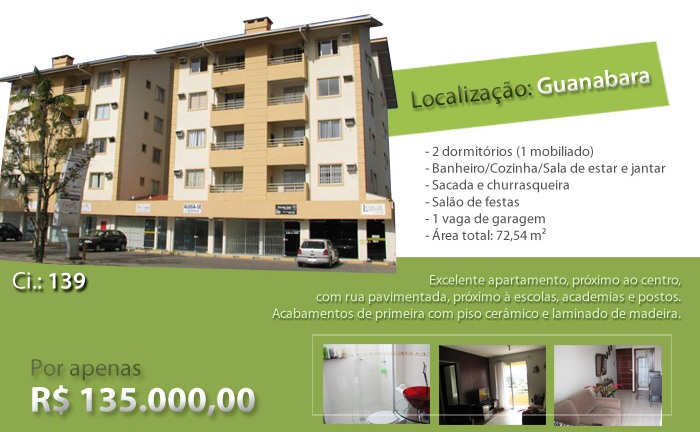 Localização: Guanabara
- 2 dormitórios (1 mobiliado)
- Banheiro/Cozinha/Sala de estar e jantar
- Sacada e churrasqueira
- Salão de festas
- 1 vaga de garagem
- Área total: 72,54 m²
ALUGA-SE
Ci.: 139
Excelente apartamento, próximo ao centro,
com rua pavimentada, próximo à escolas, academias e postos.
Acabamentos de primeira com piso cerâmico e laminado de madeira.
Por apenas
R$ 135.000,00